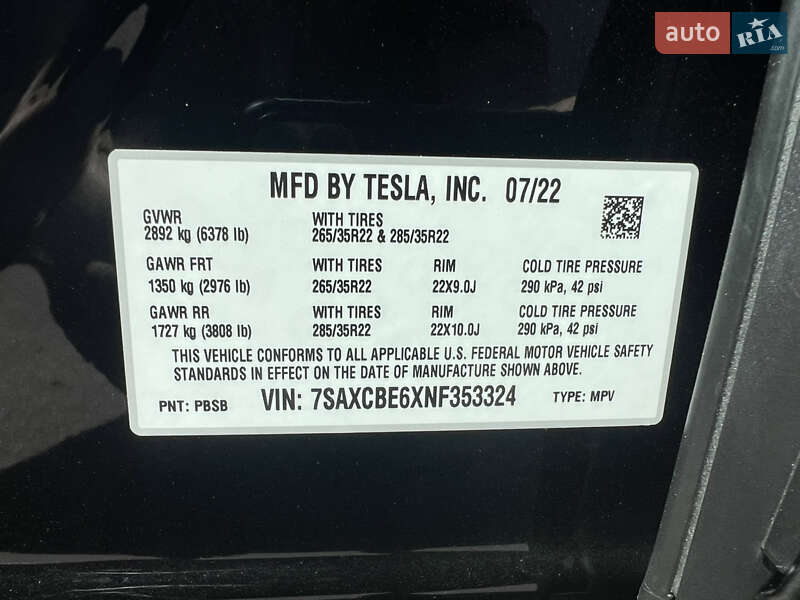 auto RIA.com
MFD BY TESLA, INC. 07/22
GVWR WITH TIRES
2892 kg (6378 lb) 265/35R22 & 285/35R22
GAWR FRT WITH TIRES RIM COLD TIRE PRESSURE
1350 kg (2976 lb) 265/35R22 22X9.0J 290 kPa, 42 psi
GAWR RR WITH TIRES RIM COLD TIRE PRESSURE
1727 kg (3808 lb) 285/35R22 22X10.0J 290 kPa, 42 psi
THIS VEHICLE CONFORMS TO ALL APPLICABLE U.S. FEDERAL MOTOR VEHICLE SAFETY
STANDARDS IN EFFECT ON THE DATE OF MANUFACTURE SHOWN ABOVE.
PNT: PBSB VIN: 7SAXCBE6XNF353324 TYPE: MPV